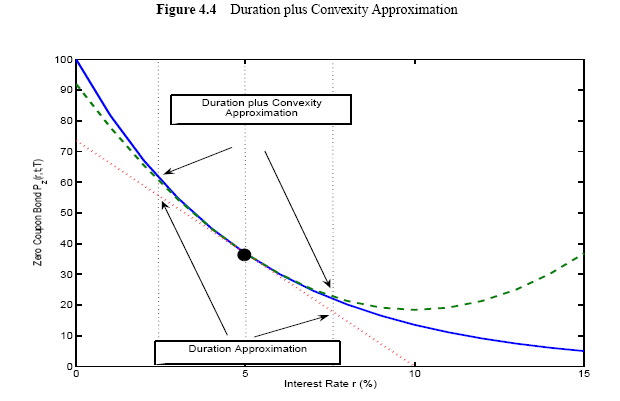 Figure 4.4 Duration plus Convexity Approximation
100
90
80
70
60
50
40
30
20
10
0
Zero Coupon Bond P_z(r,t,T)
Duration plus Convexity
Approximation
Duration Approximation
0
5
10
15
Interest Rate r (%)